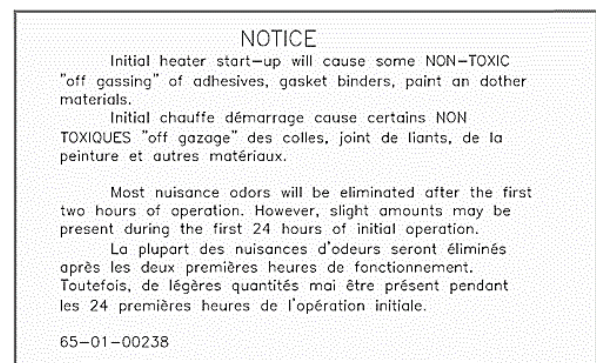 NOTICE
Initial heater start-up will cause some NON-TOXIC
"off gassing" of adhesives, gasket binders, paint an dother
materials.
Initial chauffe démarrage cause certains NON
TOXIQUES "off gazage" des colles, joint de liants, de la
peinture et autres matériaux.
Most nuisance odors will be eliminated after the first
two hours of operation. However, slight amounts may be
present during the first 24 hours of initial operation.
La plupart des nuisances d'odeurs seront éliminés
après les deux premières heures de fonctionnement.
Toutefois, de légères quantités mai être présent pendant
les 24 premières heures de l'opération initiale.
65-01-00238